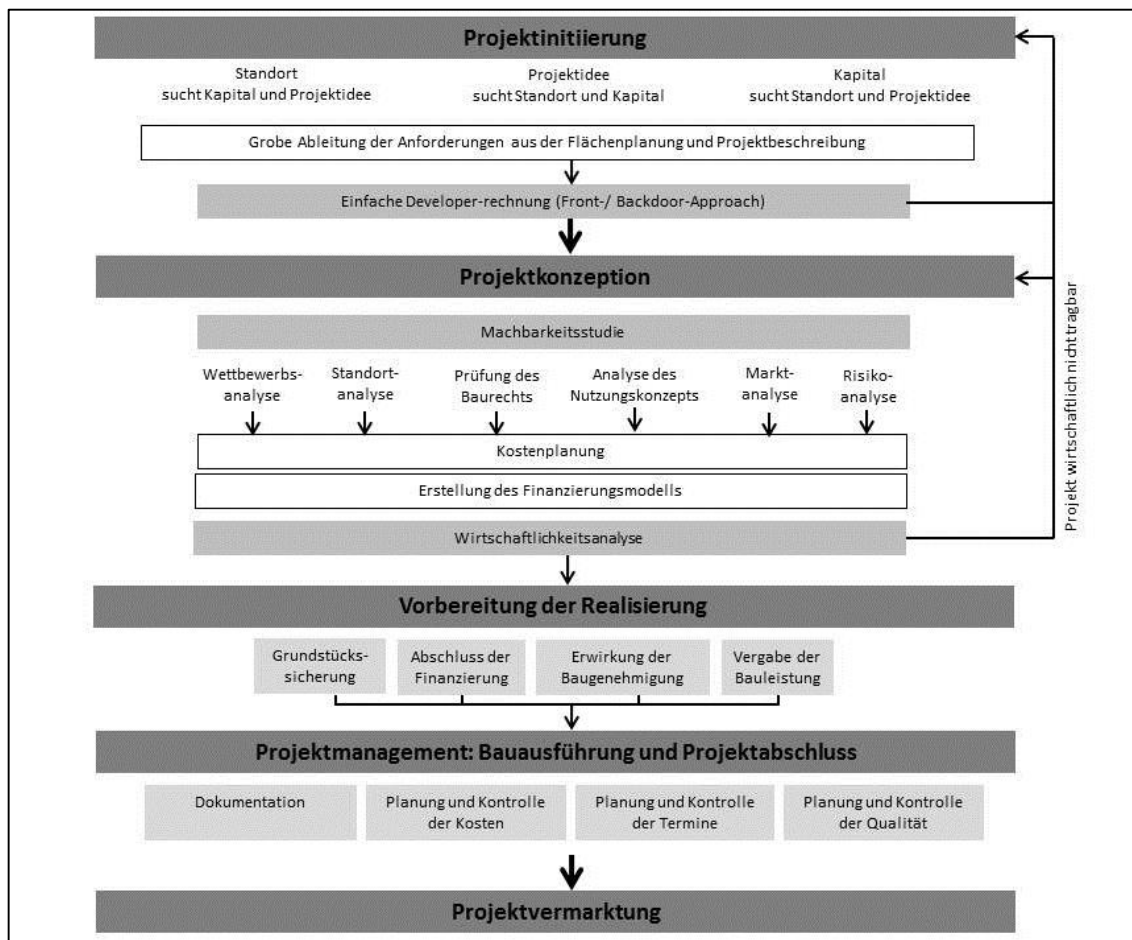 Projektinitiierung
Standort
sucht Kapital und Projektidee
Projektidee
sucht Standort und Kapital
Kapital
sucht Standort und Projektidee
Grobe Ableitung der Anforderungen aus der Flächenplanung und Projektbeschreibung
Einfache Developer-rechnung (Front-/ Backdoor-Approach)
Projektkonzeption
Machbarkeitsstudie
Wettbewerbs-
analyse
Standort-
analyse
Prüfung des
Baurechts
Analyse des
Nutzungskonzepts
Markt-
analyse
Risiko-
analyse
Kostenplanung
Erstellung des Finanzierungsmodells
Wirtschaftlichkeitsanalyse
Projekt wirtschaftlich nicht tragbar
Vorbereitung der Realisierung
Grundstücks-
sicherung
Abschluss der
Finanzierung
Erwirkung der
Baugenehmigung
Vergabe der
Bauleistung
Projektmanagement: Bauausführung und Projektabschluss
Dokumentation
Planung und Kontrolle
der Kosten
Planung und Kontrolle
der Termine
Planung und Kontrolle
der Qualität
Projektvermarktung